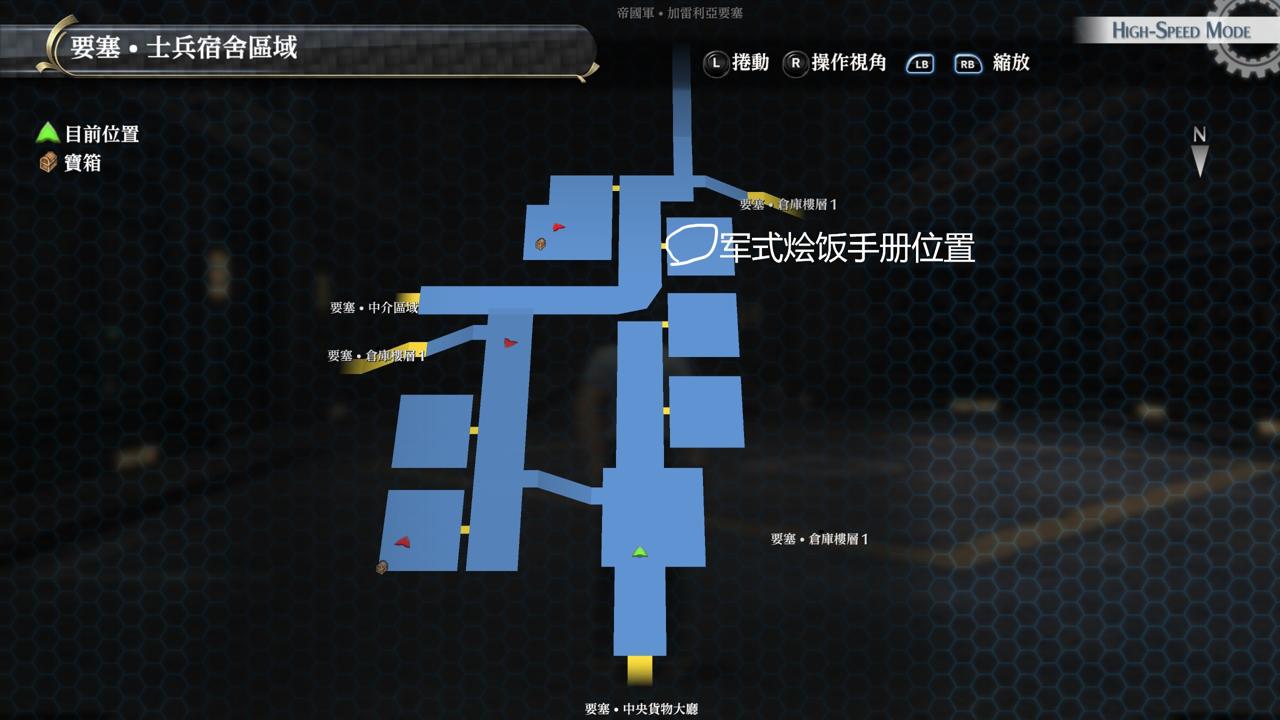 帝國軍•加雷利亞要塞
要塞•士兵宿舍區域
HIGH-SPEED MODE
L 捲動 R 操作視角 LB RB 縮放
目前位置
寶箱
N
要塞•倉庫樓層1
军式烩饭手册位置
要塞•中介區域
要塞•倉庫樓層1
要塞•倉庫樓層1
要塞•中央貨物大廳